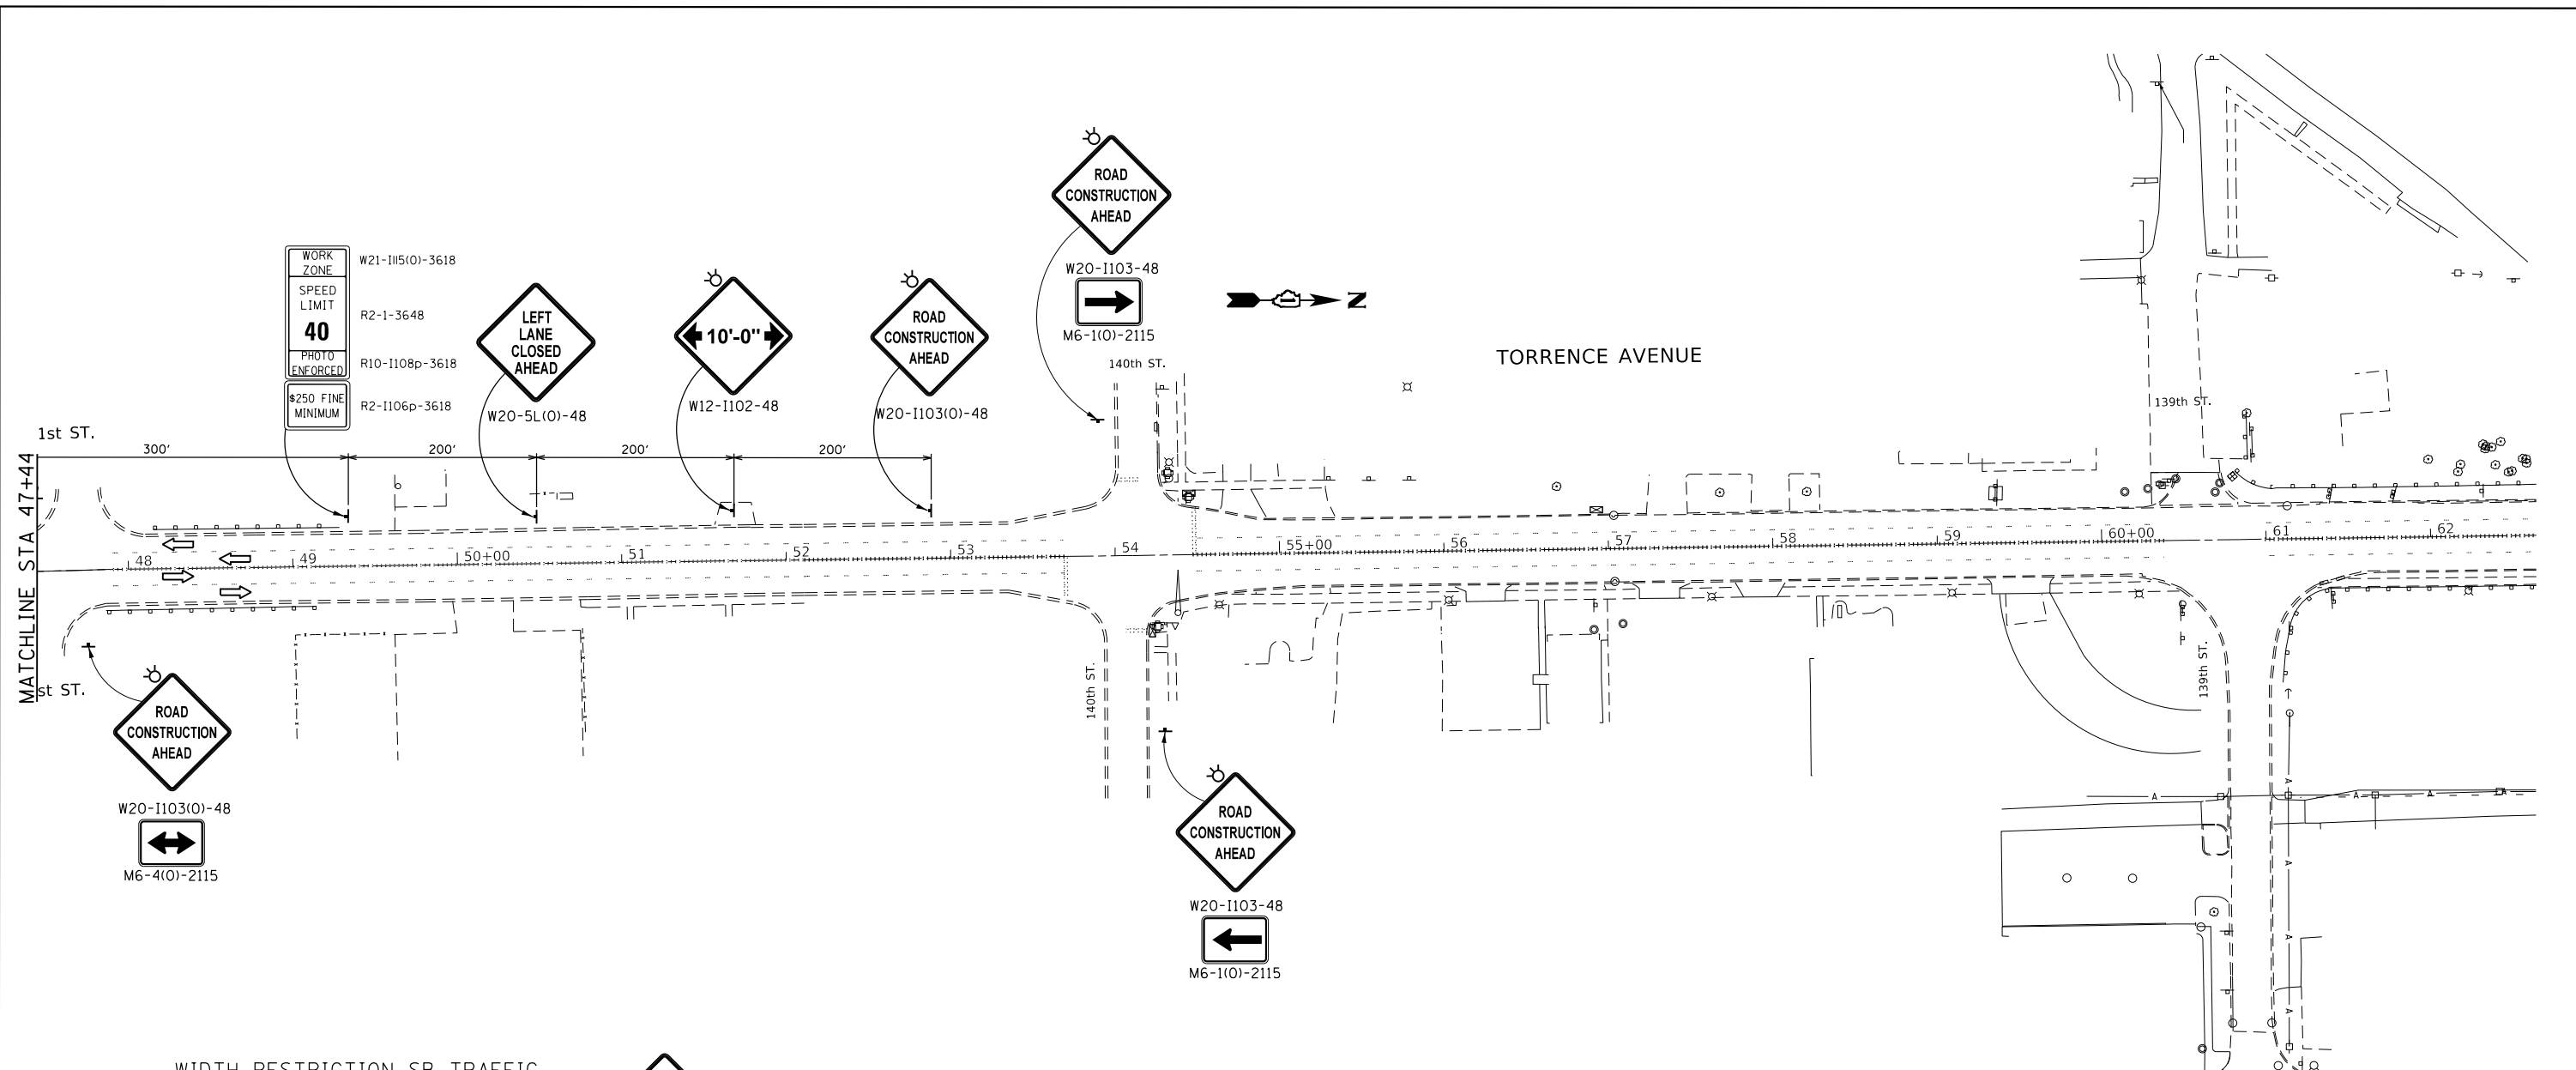 ROAD
CONSTRUCTION
AHEAD
W20-I103-48
M6-1(O)-2115
140th ST.
WORK
ZONE
SPEED
LIMIT
40
PHOTO
ENFORCED
$250 FINE
MINIMUM
W21-I115(O)-3618
R2-1-3648
R10-I108p-3618
R2-I106p-3618
LEFT
LANE
CLOSED
AHEAD
W20-5L(O)-48
10'-0"
W12-I102-48
ROAD
CONSTRUCTION
AHEAD
W20-I103(O)-48
N
TORRENCE AVENUE
139th ST.
1st ST.
300'
200'
200'
200'
MATCHLINE STA 47+44
48
49
50+00
51
52
53
54
55+00
56
57
58
59
60+00
61
62
st ST.
ROAD
CONSTRUCTION
AHEAD
W20-I103(O)-48
M6-4(O)-2115
140th ST.
139th ST.
ROAD
CONSTRUCTION
AHEAD
W20-I103-48
M6-1(O)-2115
A
A
A
A
A
A
A
A
A
WIDTH RESTRICTION SB TRAFFIC